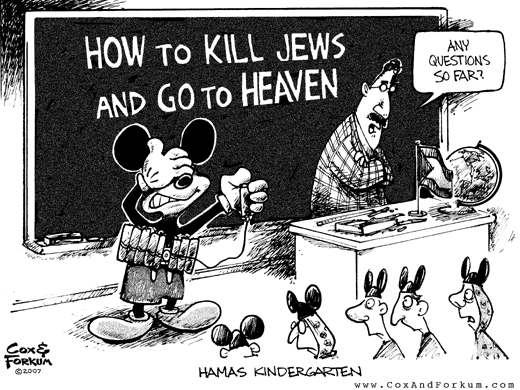 HOW TO KILL JEWS
AND GO TO HEAVEN
ANY
QUESTIONS
SO FAR?
COX &
FORKUM
©2007
HAMAS KINDERGARTEN
www.CoxAndForkum.com